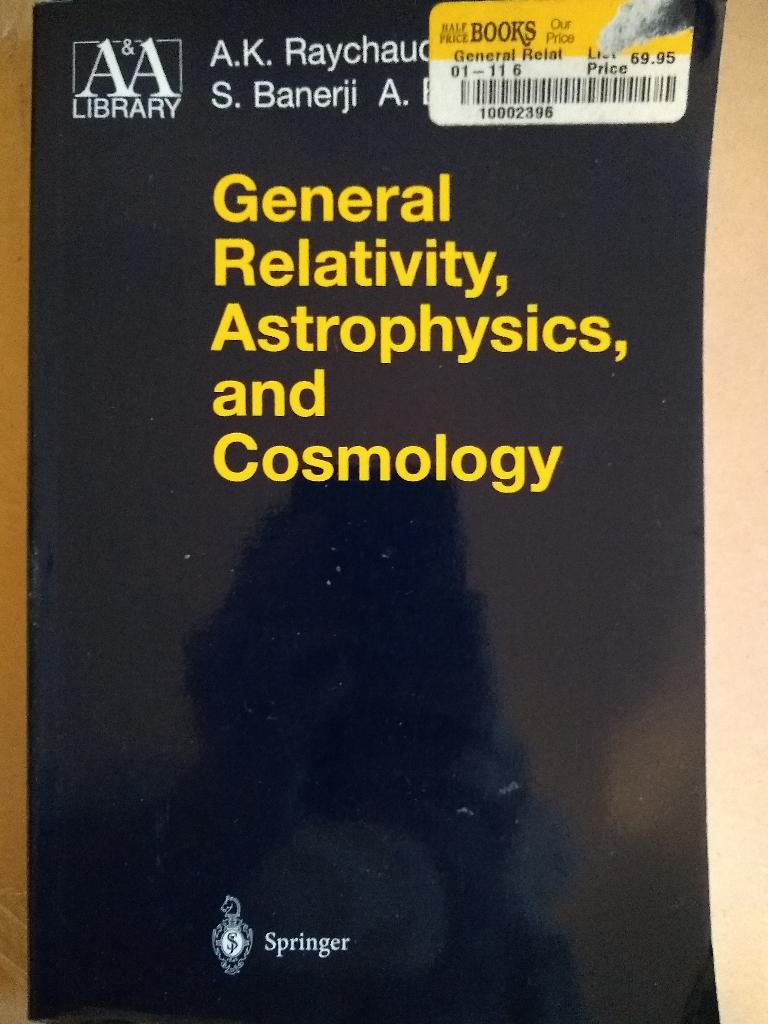 A&A
LIBRARY
A.K. Raychaud
S. Banerji A.
HALF PRICE BOOKS
Our Price
General Relat
List Price 69.95
01-11 6
10002396
General
Relativity,
Astrophysics,
and
Cosmology
Springer